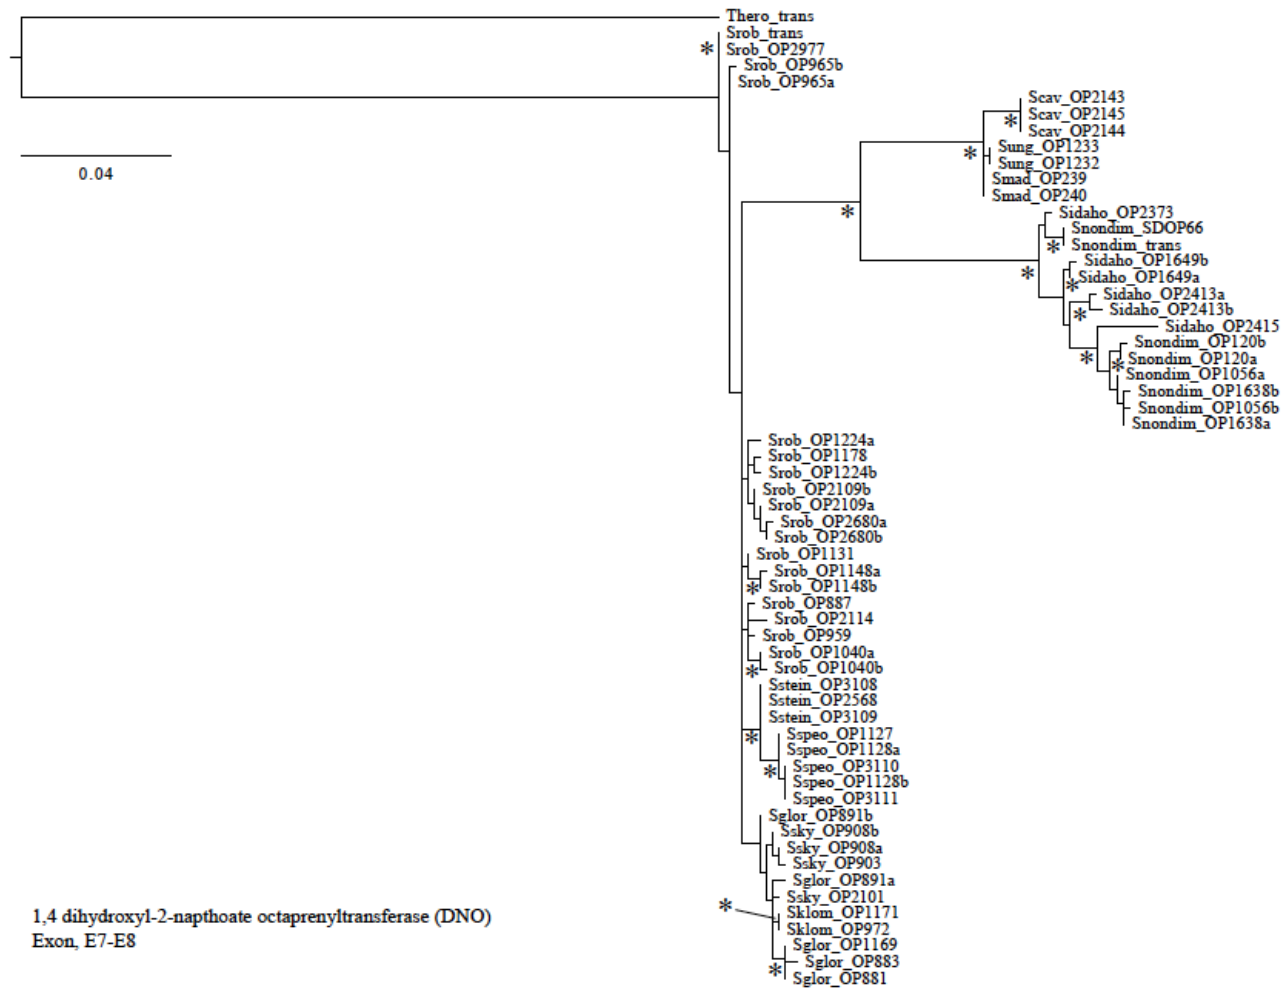 Thero_trans
Srob_trans
* Srob_OP2977
Srob_OP965b
Srob_OP965a
Scav_OP2143
* Scav_OP2145
Scav_OP2144
Sung_OP1233
* Sung_OP1232
Smad_OP239
Smad_OP240
0.04
*
Sidaho_OP2373
Snondim_SDOP66
* Snondim_trans
Sidaho_OP1649b
* * Sidaho_OP1649a
Sidaho_OP2413a
* Sidaho_OP2413b
Sidaho_OP2415
Snondim_OP120b
* * Snondim_OP120a
Snondim_OP1056a
Snondim_OP1638b
Snondim_OP1056b
Snondim_OP1638a
Srob_OP1224a
Srob_OP1178
Srob_OP1224b
Srob_OP2109b
Srob_OP2109a
Srob_OP2680a
Srob_OP2680b
Srob_OP1131
Srob_OP1148a
* Srob_OP1148b
Srob_OP887
Srob_OP2114
Srob_OP959
Srob_OP1040a
* Srob_OP1040b
Sstein_OP3108
Sstein_OP2568
Sstein_OP3109
* Sspeo_OP1127
Sspeo_OP1128a
* Sspeo_OP3110
Sspeo_OP1128b
Sspeo_OP3111
Sglor_OP891b
Ssky_OP908b
Ssky_OP908a
Ssky_OP903
Sglor_OP891a
Ssky_OP2101
* Sklom_OP1171
Sklom_OP972
Sglor_OP1169
Sglor_OP883
* Sglor_OP881
1,4 dihydroxyl-2-napthoate octaprenyltransferase (DNO)
Exon, E7-E8